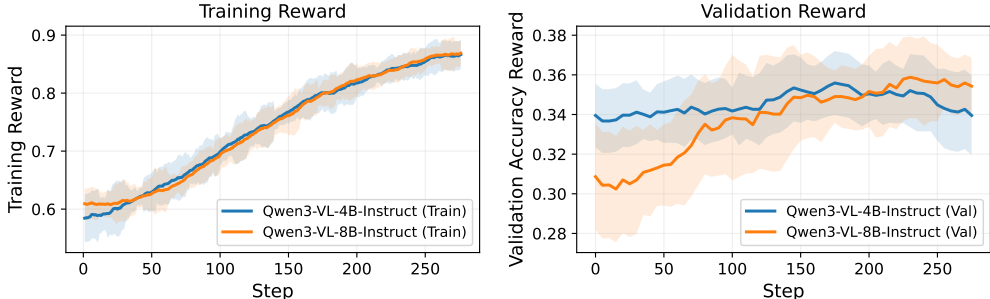 Training Reward
Training Reward
0.9
0.8
0.7
0.6
0
50
100
150
200
250
Step
Qwen3-VL-4B-Instruct (Train)
Qwen3-VL-8B-Instruct (Train)
Validation Reward
Validation Accuracy Reward
0.38
0.36
0.34
0.32
0.30
0.28
0
50
100
150
200
250
Step
Qwen3-VL-4B-Instruct (Val)
Qwen3-VL-8B-Instruct (Val)